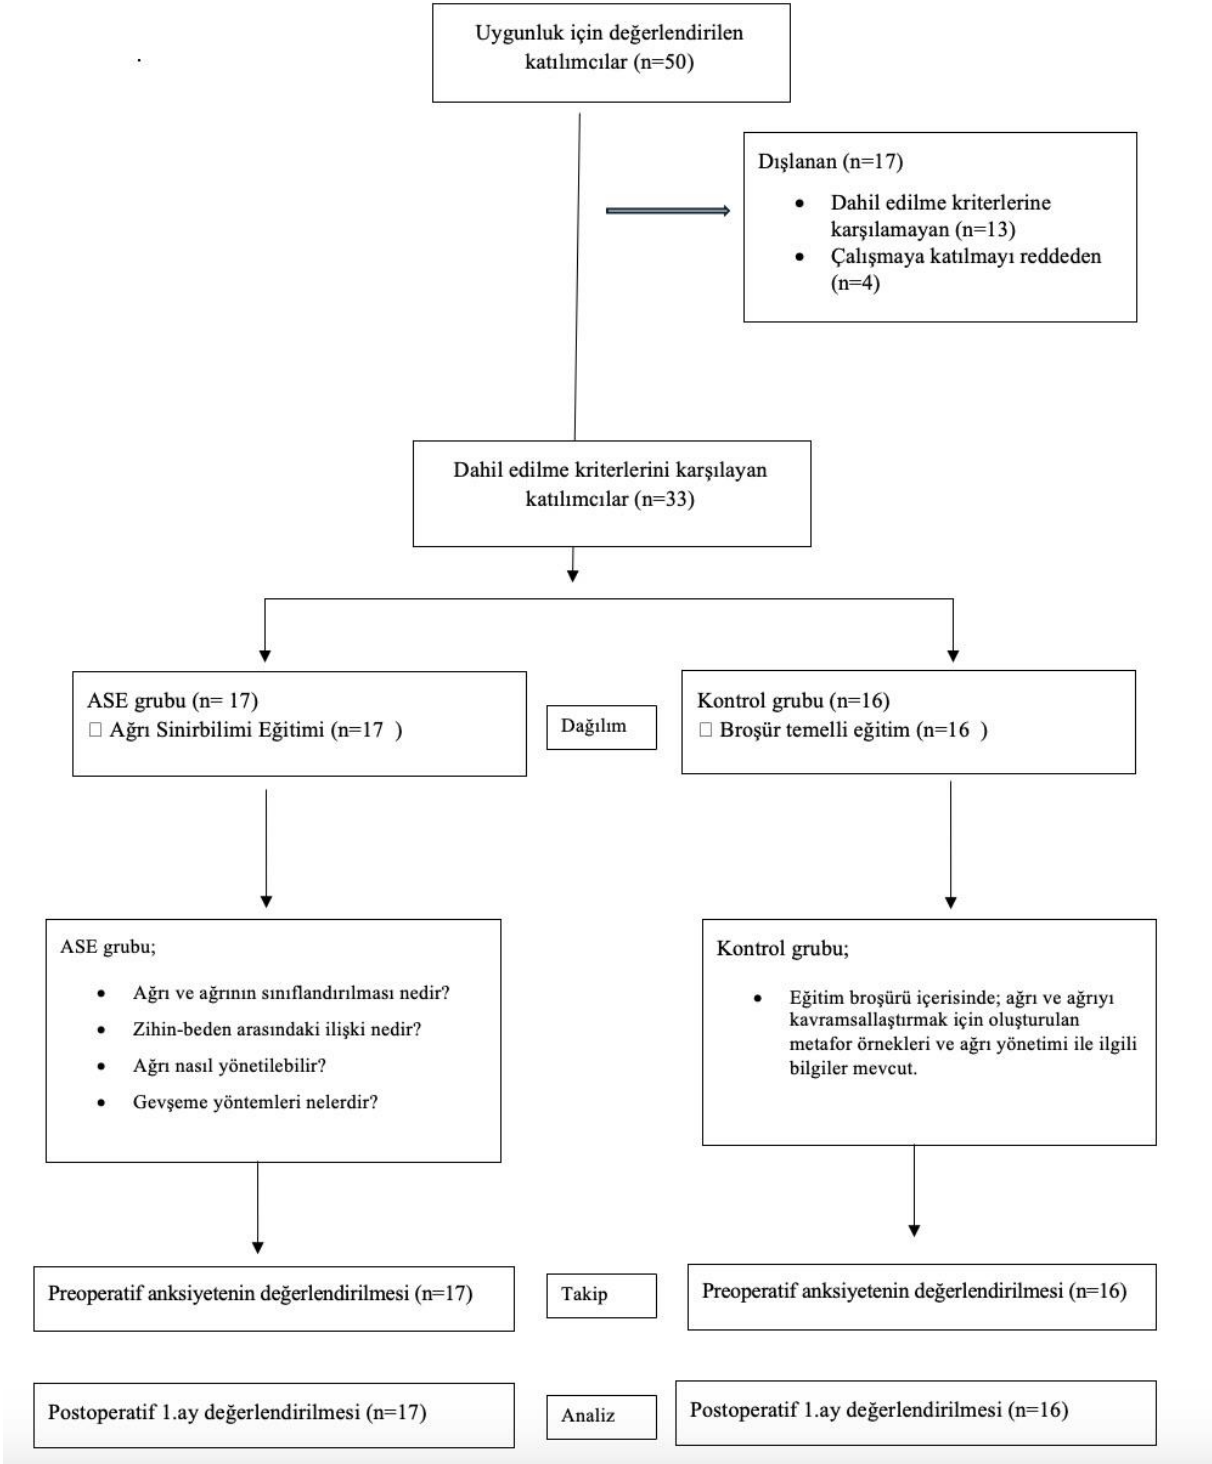 Uygunluk için değerlendirilen
katılımcılar (n=50)
Dışlanan (n=17)
• Dahil edilme kriterlerine
karşılamayan (n=13)
• Çalışmaya katılmayı reddeden
(n=4)
Dahil edilme kriterlerini karşılayan
katılımcılar (n=33)
ASE grubu (n= 17)
□ Ağrı Sinirbilimi Eğitimi (n=17  )
Dağılım
Kontrol grubu (n=16)
□ Broşür temelli eğitim (n=16  )
ASE grubu;
• Ağrı ve ağrının sınıflandırılması nedir?
• Zihin-beden arasındaki ilişki nedir?
• Ağrı nasıl yönetilebilir?
• Gevşeme yöntemleri nelerdir?
Kontrol grubu;
• Eğitim broşürü içerisinde; ağrı ve ağrıyı
kavramsallaştırmak için oluşturulan
metafor örnekleri ve ağrı yönetimi ile ilgili
bilgiler mevcut.
Preoperatif anksiyetenin değerlendirilmesi (n=17)
Takip
Preoperatif anksiyetenin değerlendirilmesi (n=16)
Postoperatif 1.ay değerlendirilmesi (n=17)
Analiz
Postoperatif 1.ay değerlendirilmesi (n=16)